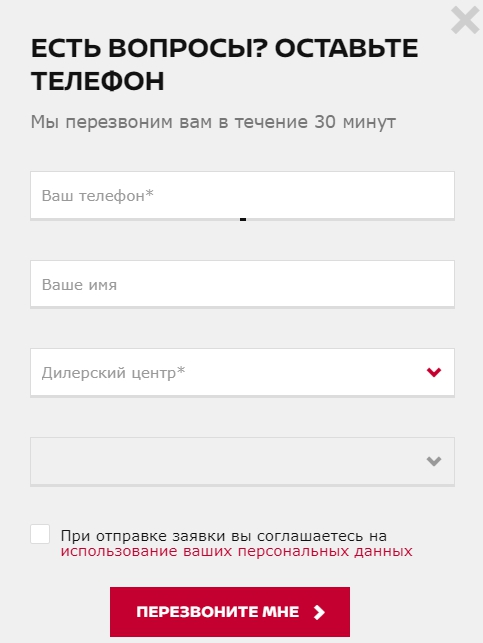 ЕСТЬ ВОПРОСЫ? ОСТАВЬТЕ
ТЕЛЕФОН
Мы перезвоним вам в течение 30 минут
Ваш телефон*
Ваше имя
Дилерский центр*
При отправке заявки вы соглашаетесь на
использование ваших персональных данных
ПЕРЕЗВОНИТЕ МНЕ